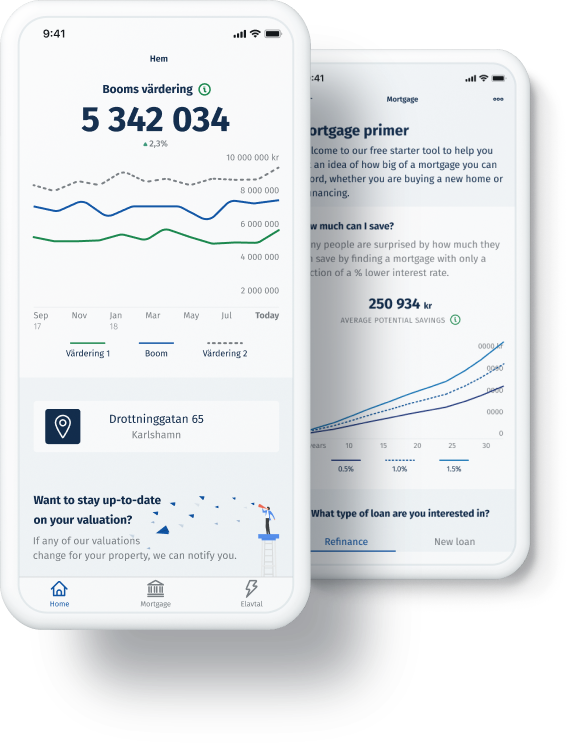 9:41
Hem
Booms värdering
5 342 034
2,3%
10 000 000 kr
8 000 000
6 000 000
4 000 000
2 000 000
Sep Nov Jan Mar May Jul Today
17 18
Värdering 1 Boom Värdering 2
Drottninggatan 65
Karlshamn
Want to stay up-to-date
on your valuation?
If any of our valuations
change for your property, we can notify you.
Home Mortgage Elavtal
:41
Mortgage
ortgage primer
lcome to our free starter tool to help you
an idea of how big of a mortgage you can
ord, whether you are buying a new home or
nancing.
w much can I save?
ny people are surprised by how much they
save by finding a mortgage with only a
ction of a % lower interest rate.
250 934 kr
AVERAGE POTENTIAL SAVINGS
0000 kr
0000
0000
0000
0
years 10 15 20 25 30
0.5% 1.0% 1.5%
What type of loan are you interested in?
Refinance New loan